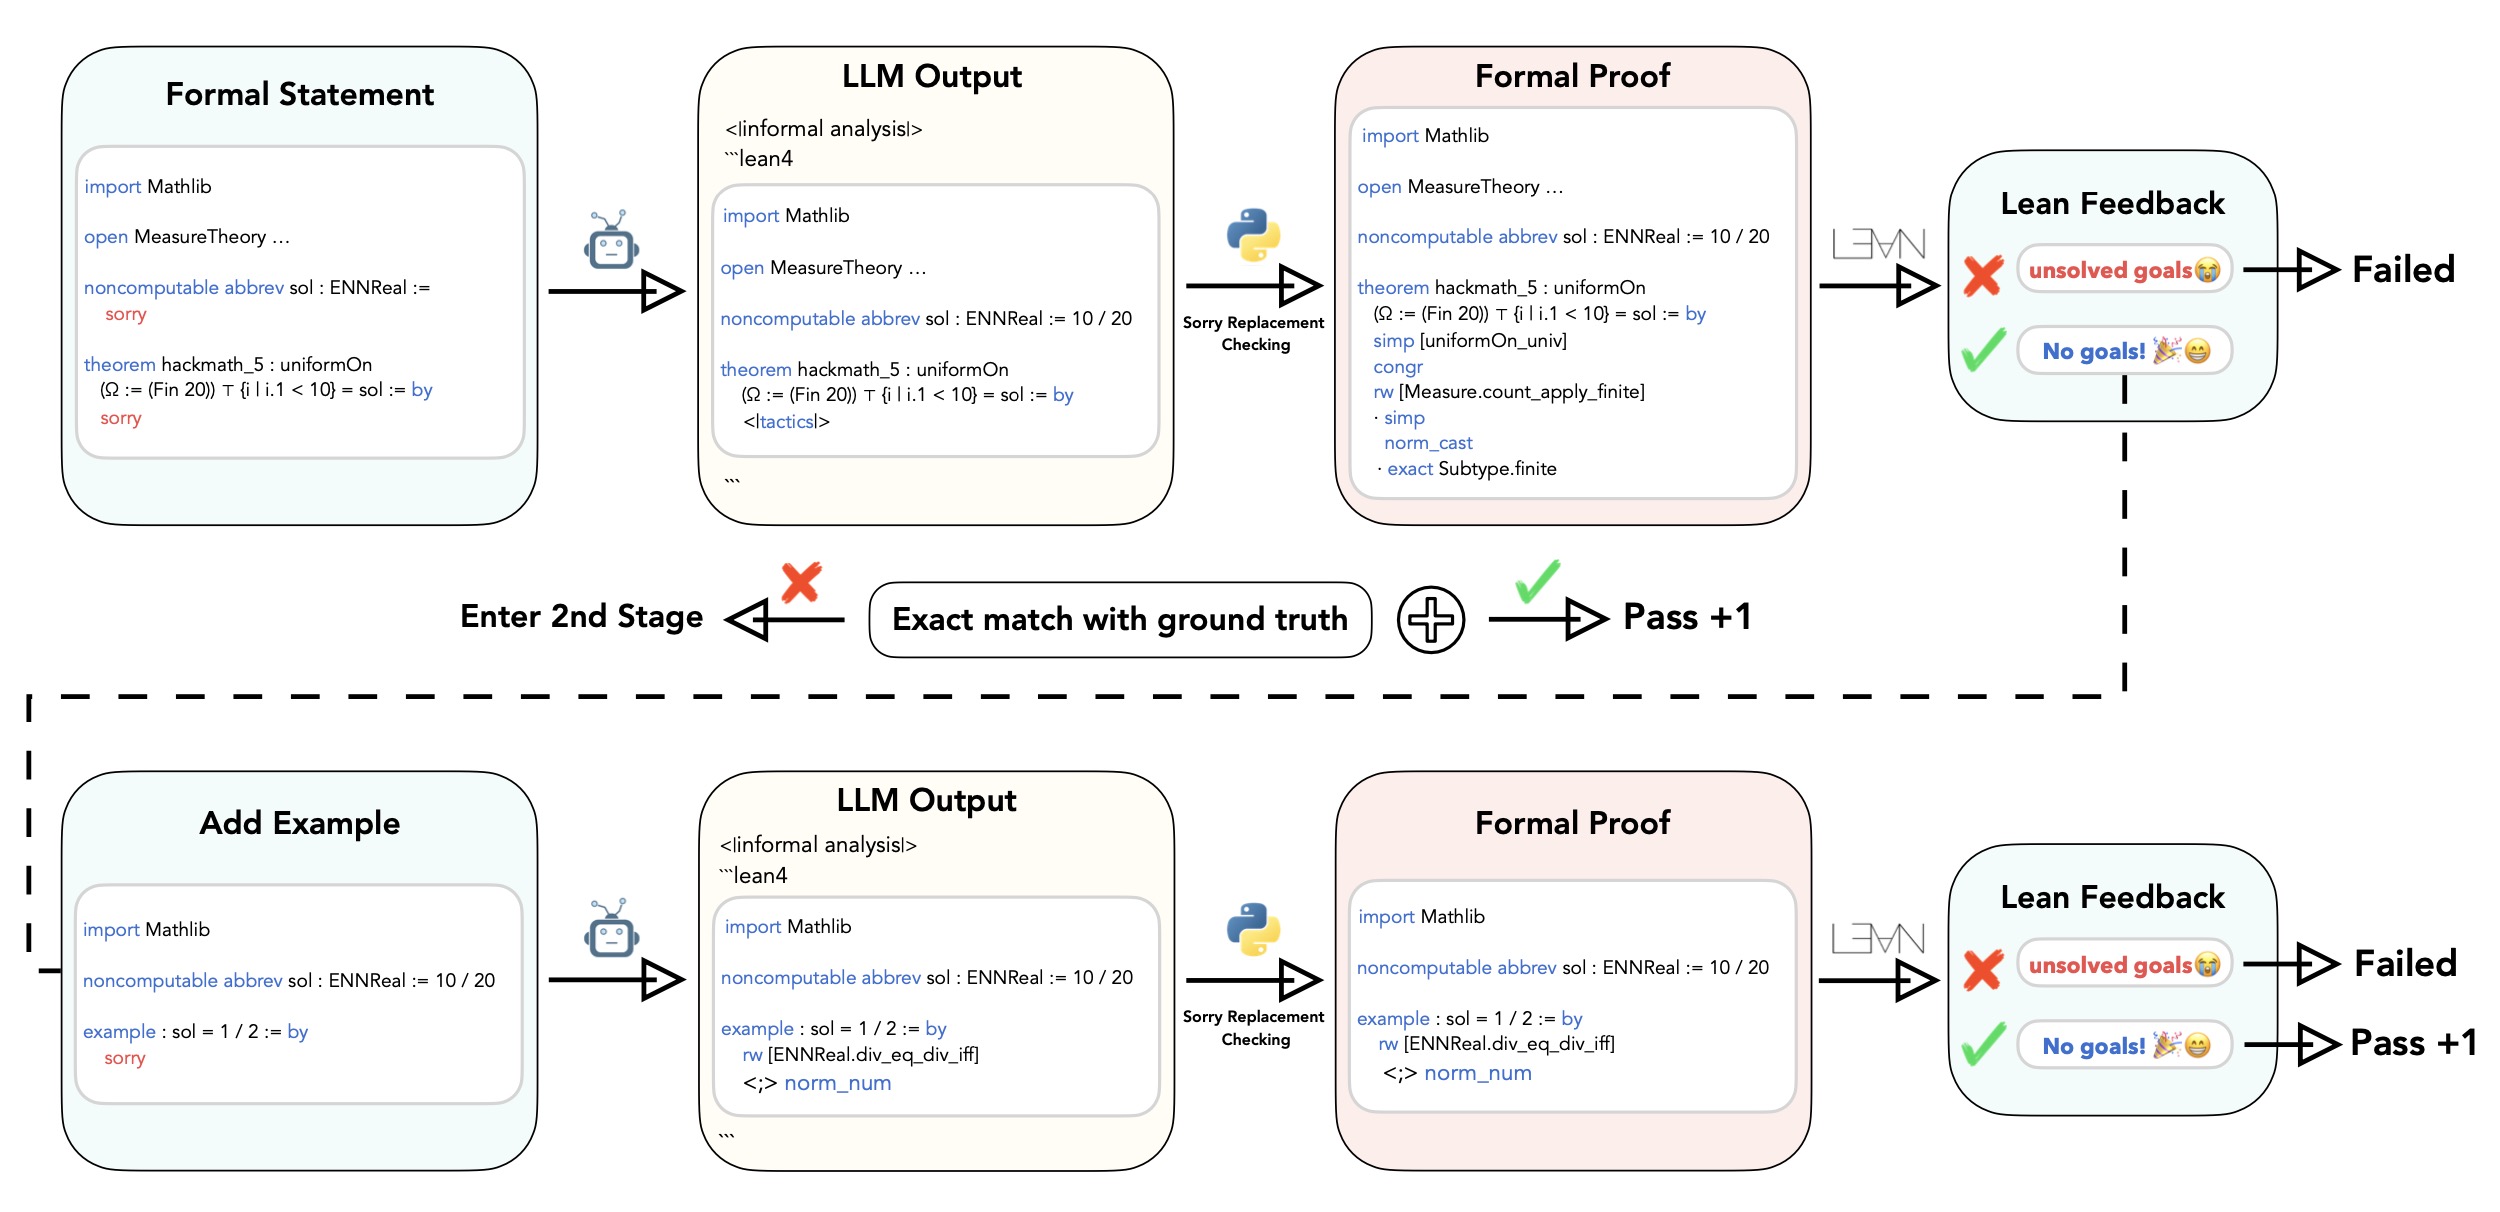 Formal Statement
import Mathlib
open MeasureTheory ...
noncomputable abbrev sol : ENNReal :=
sorry
theorem hackmath_5 : uniformOn
(Ω := (Fin 20)) ⊤ {i | i.1 < 10} = sol := by
sorry
LLM Output
<|informal analysis|>
```lean4
import Mathlib
open MeasureTheory ...
noncomputable abbrev sol : ENNReal := 10 / 20
theorem hackmath_5 : uniformOn
(Ω := (Fin 20)) ⊤ {i | i.1 < 10} = sol := by
<|tactics|>
```
Sorry Replacement
Checking
Formal Proof
import Mathlib
open MeasureTheory ...
noncomputable abbrev sol : ENNReal := 10 / 20
theorem hackmath_5 : uniformOn
(Ω := (Fin 20)) ⊤ {i | i.1 < 10} = sol := by
simp [uniformOn_univ]
congr
rw [Measure.count_apply_finite]
· simp
norm_cast
· exact Subtype.finite
LEAN
Lean Feedback
unsolved goals😭
Failed
No goals! 🎉😁
Enter 2nd Stage
Exact match with ground truth
Pass +1
Add Example
import Mathlib
noncomputable abbrev sol : ENNReal := 10 / 20
example : sol = 1 / 2 := by
sorry
LLM Output
<|informal analysis|>
```lean4
import Mathlib
noncomputable abbrev sol : ENNReal := 10 / 20
example : sol = 1 / 2 := by
rw [ENNReal.div_eq_div_iff]
<;> norm_num
```
Sorry Replacement
Checking
Formal Proof
import Mathlib
noncomputable abbrev sol : ENNReal := 10 / 20
example : sol = 1 / 2 := by
rw [ENNReal.div_eq_div_iff]
<;> norm_num
LEAN
Lean Feedback
unsolved goals😭
Failed
No goals! 🎉😁
Pass +1